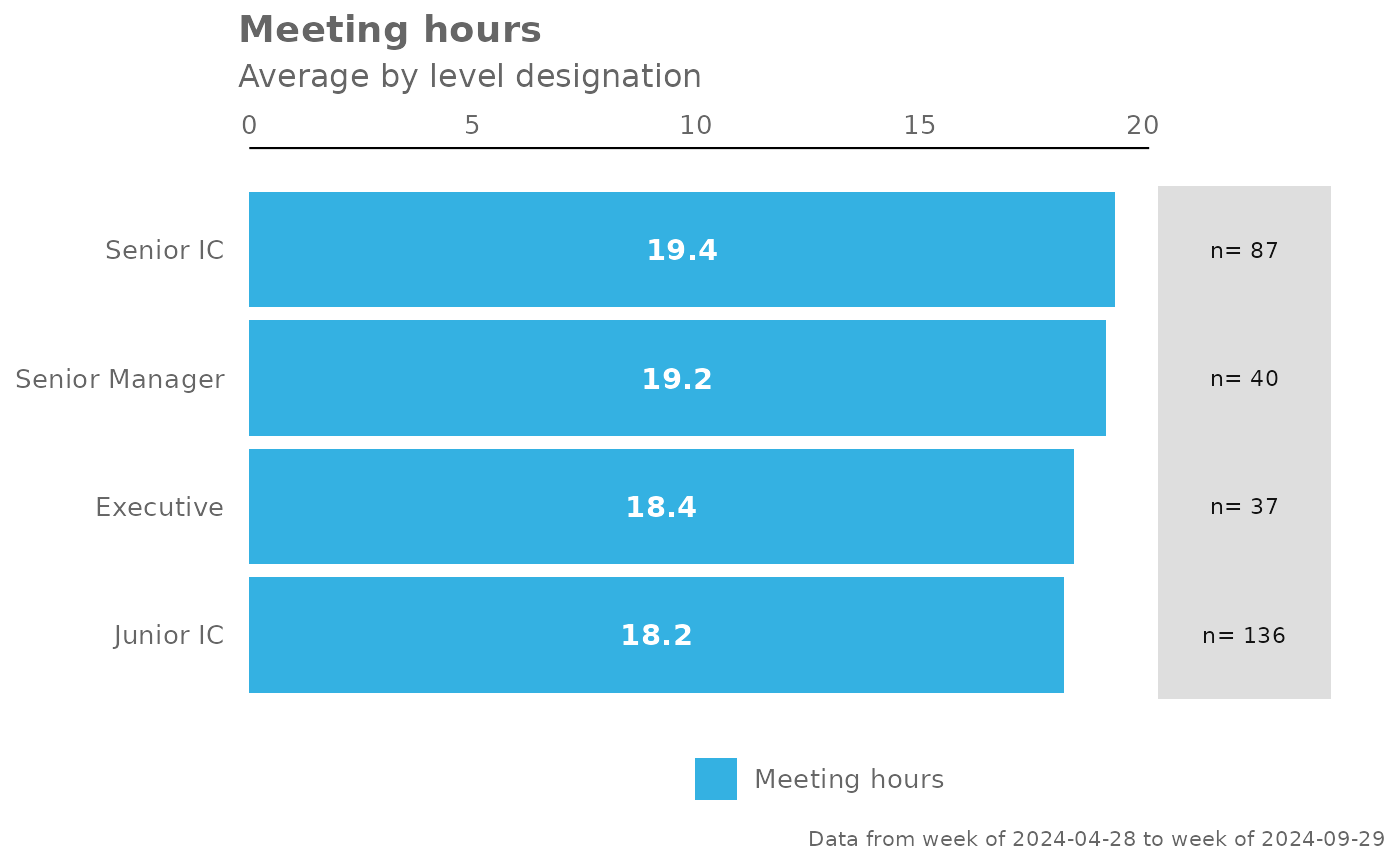 Meeting hours
Average by level designation
0 5 10 15 20
Senior IC 19.4 n= 87
Senior Manager 19.2 n= 40
Executive 18.4 n= 37
Junior IC 18.2 n= 136
Meeting hours
Data from week of 2024-04-28 to week of 2024-09-29